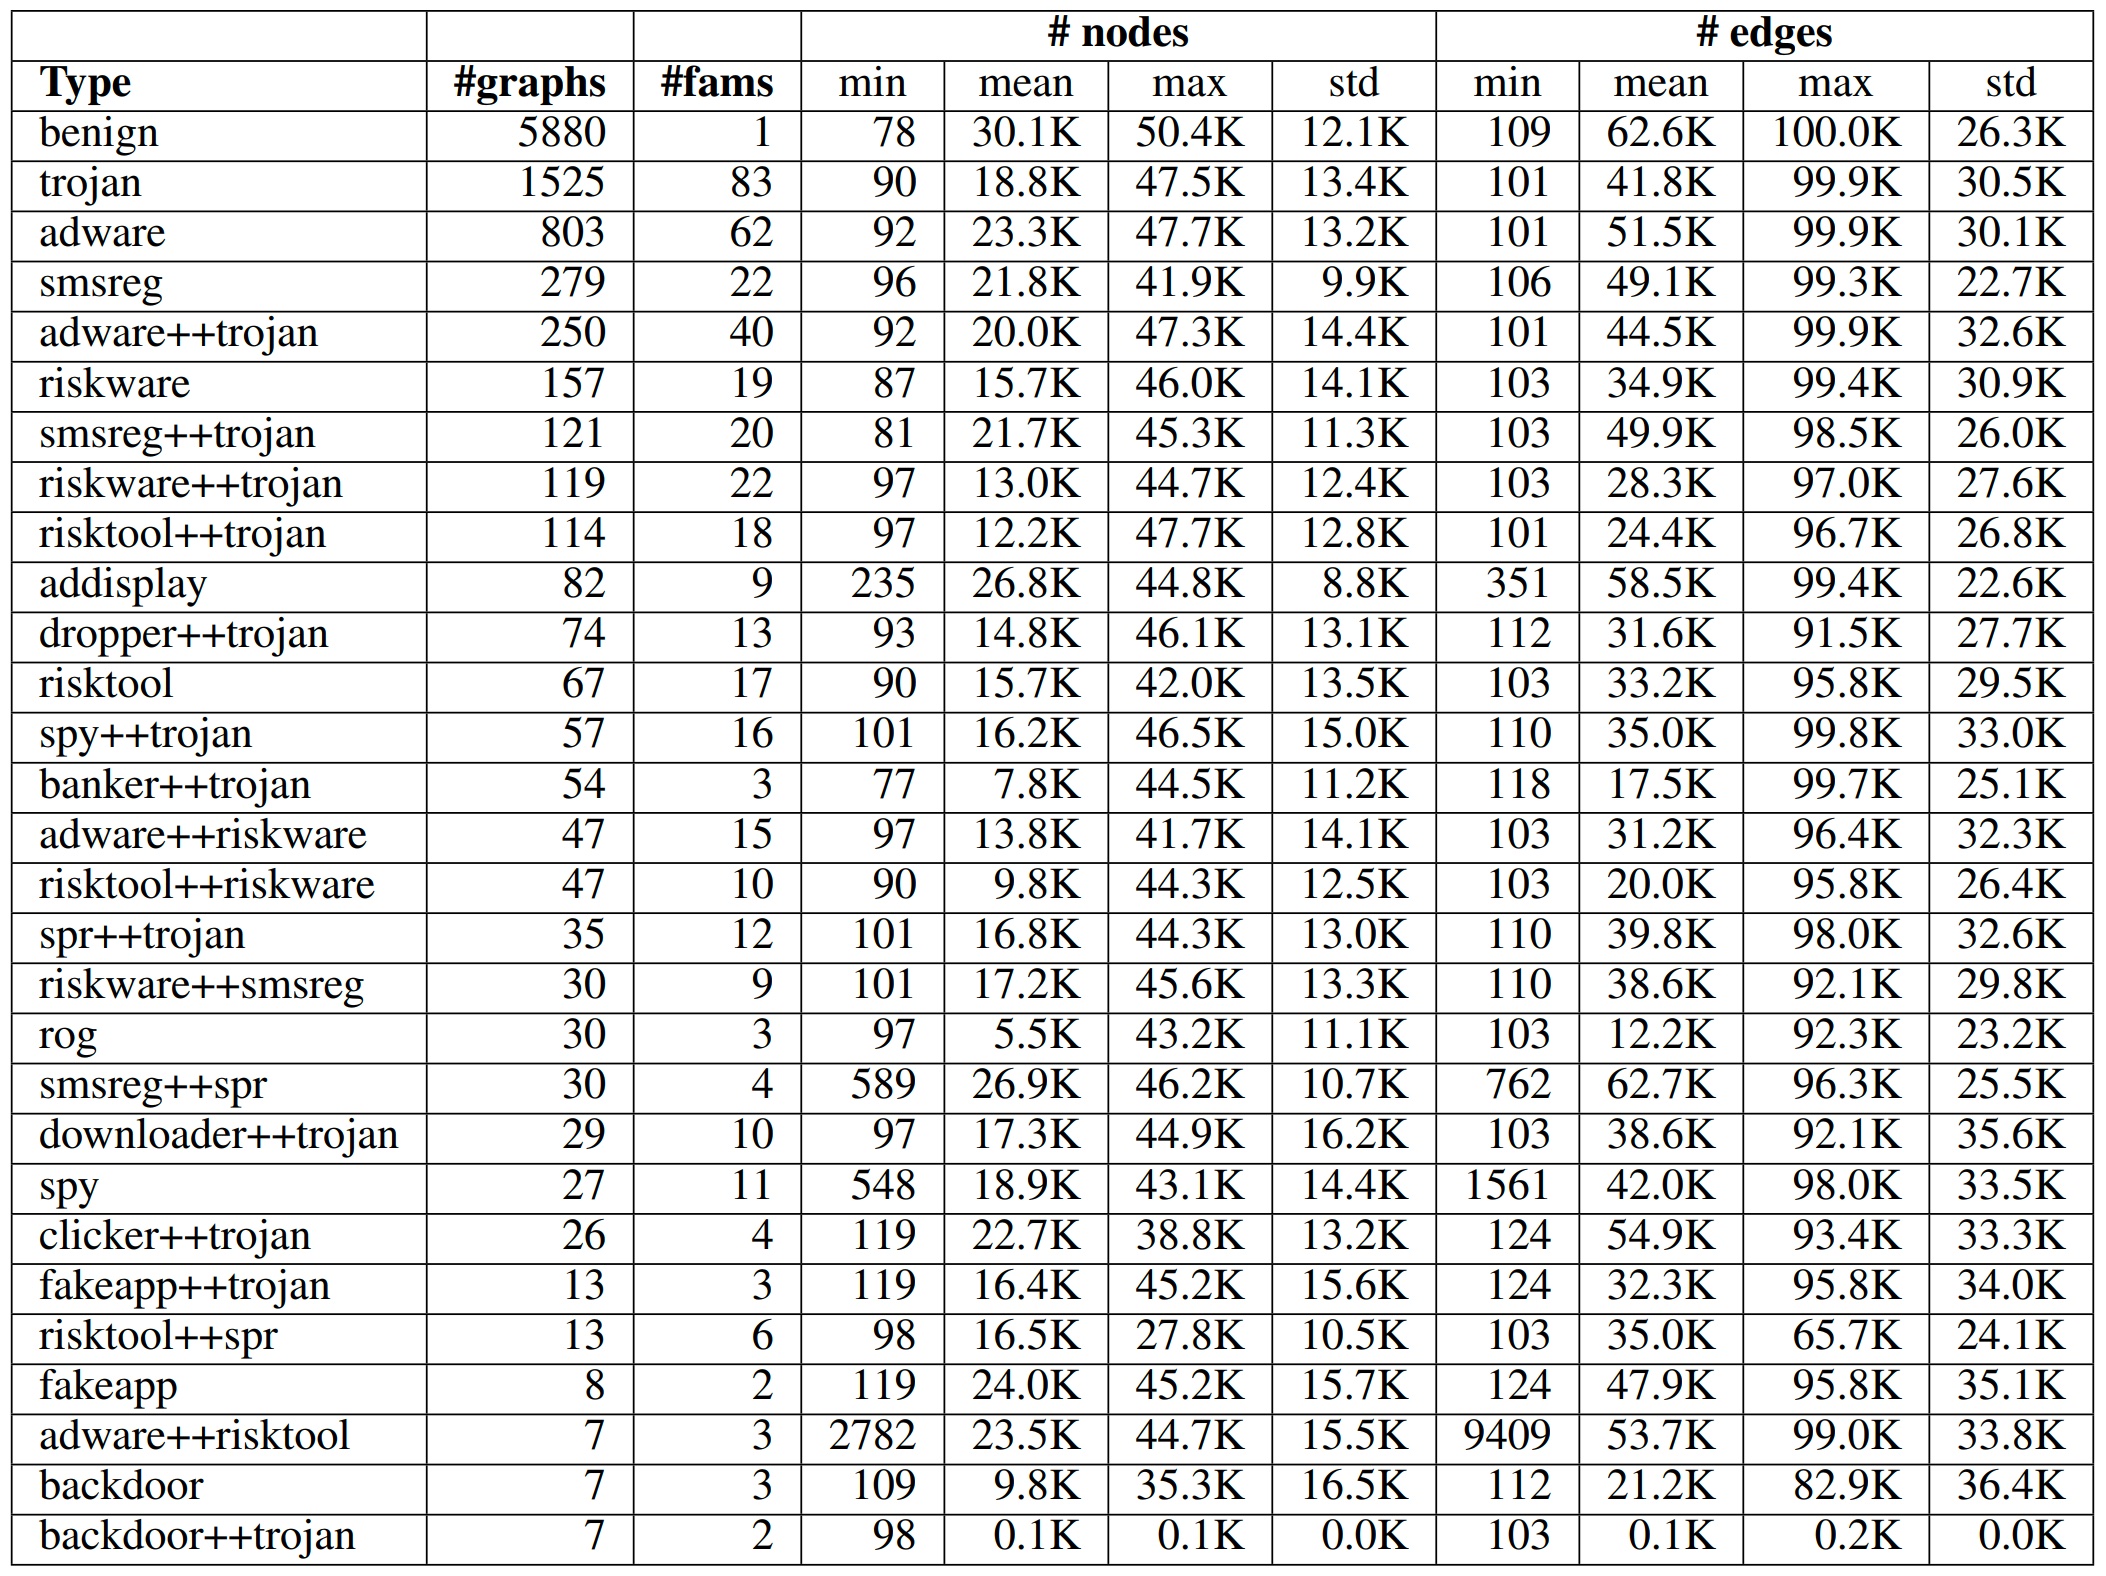 # nodes # edges
Type #graphs #fams min mean max std min mean max std
benign 5880 1 78 30.1K 50.4K 12.1K 109 62.6K 100.0K 26.3K
trojan 1525 83 90 18.8K 47.5K 13.4K 101 41.8K 99.9K 30.5K
adware 803 62 92 23.3K 47.7K 13.2K 101 51.5K 99.9K 30.1K
smsreg 279 22 96 21.8K 41.9K 9.9K 106 49.1K 99.3K 22.7K
adware++trojan 250 40 92 20.0K 47.3K 14.4K 101 44.5K 99.9K 32.6K
riskware 157 19 87 15.7K 46.0K 14.1K 103 34.9K 99.4K 30.9K
smsreg++trojan 121 20 81 21.7K 45.3K 11.3K 103 49.9K 98.5K 26.0K
riskware++trojan 119 22 97 13.0K 44.7K 12.4K 103 28.3K 97.0K 27.6K
risktool++trojan 114 18 97 12.2K 47.7K 12.8K 101 24.4K 96.7K 26.8K
addisplay 82 9 235 26.8K 44.8K 8.8K 351 58.5K 99.4K 22.6K
dropper++trojan 74 13 93 14.8K 46.1K 13.1K 112 31.6K 91.5K 27.7K
risktool 67 17 90 15.7K 42.0K 13.5K 103 33.2K 95.8K 29.5K
spy++trojan 57 16 101 16.2K 46.5K 15.0K 110 35.0K 99.8K 33.0K
banker++trojan 54 3 77 7.8K 44.5K 11.2K 118 17.5K 99.7K 25.1K
adware++riskware 47 15 97 13.8K 41.7K 14.1K 103 31.2K 96.4K 32.3K
risktool++riskware 47 10 90 9.8K 44.3K 12.5K 103 20.0K 95.8K 26.4K
spr++trojan 35 12 101 16.8K 44.3K 13.0K 110 39.8K 98.0K 32.6K
riskware++smsreg 30 9 101 17.2K 45.6K 13.3K 110 38.6K 92.1K 29.8K
rog 30 3 97 5.5K 43.2K 11.1K 103 12.2K 92.3K 23.2K
smsreg++spr 30 4 589 26.9K 46.2K 10.7K 762 62.7K 96.3K 25.5K
downloader++trojan 29 10 97 17.3K 44.9K 16.2K 103 38.6K 92.1K 35.6K
spy 27 11 548 18.9K 43.1K 14.4K 1561 42.0K 98.0K 33.5K
clicker++trojan 26 4 119 22.7K 38.8K 13.2K 124 54.9K 93.4K 33.3K
fakeapp++trojan 13 3 119 16.4K 45.2K 15.6K 124 32.3K 95.8K 34.0K
risktool++spr 13 6 98 16.5K 27.8K 10.5K 103 35.0K 65.7K 24.1K
fakeapp 8 2 119 24.0K 45.2K 15.7K 124 47.9K 95.8K 35.1K
adware++risktool 7 3 2782 23.5K 44.7K 15.5K 9409 53.7K 99.0K 33.8K
backdoor 7 3 109 9.8K 35.3K 16.5K 112 21.2K 82.9K 36.4K
backdoor++trojan 7 2 98 0.1K 0.1K 0.0K 103 0.1K 0.2K 0.0K